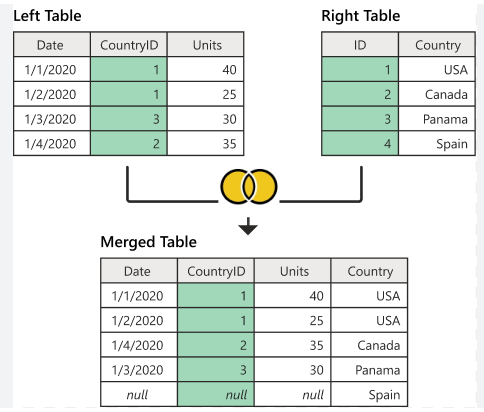 Left Table
Date CountryID Units
1/1/2020 1 40
1/2/2020 1 25
1/3/2020 3 30
1/4/2020 2 35
Right Table
ID Country
1 USA
2 Canada
3 Panama
4 Spain
Merged Table
Date CountryID Units Country
1/1/2020 1 40 USA
1/2/2020 1 25 USA
1/4/2020 2 35 Canada
1/3/2020 3 30 Panama
null null null Spain